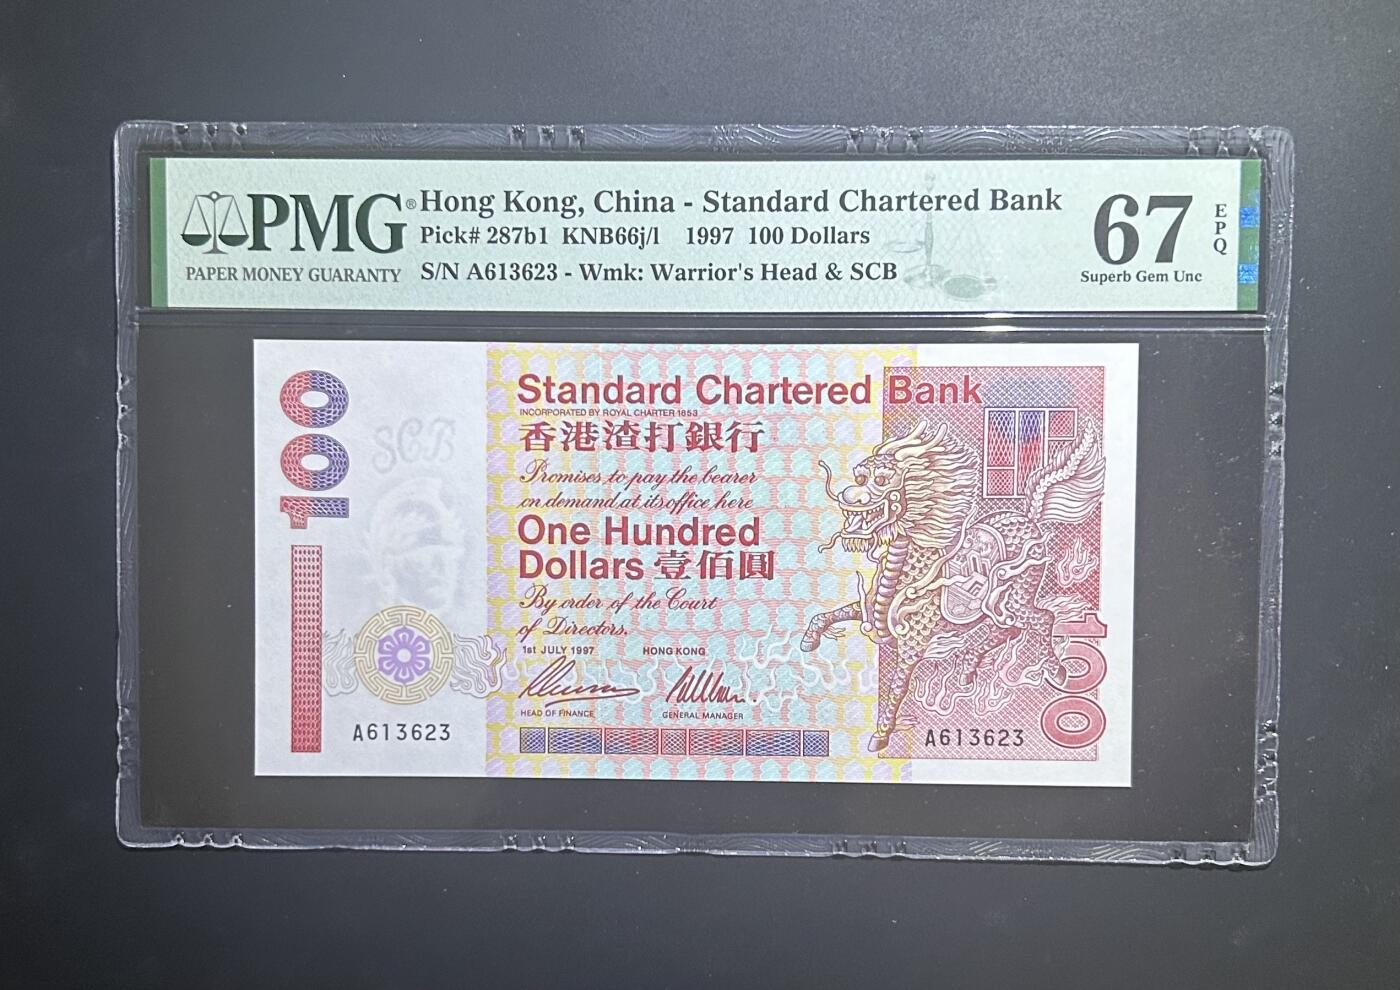 PMG®
PAPER MONEY GUARANTY
Hong Kong, China - Standard Chartered Bank
Pick# 287b1 KNB66j/l 1997 100 Dollars
S/N A613623 - Wmk: Warrior's Head & SCB
67
EPQ
Superb Gem Unc
100
SCB
Standard Chartered Bank
INCORPORATED BY ROYAL CHARTER 1853
香港渣打銀行
Promises to pay the bearer
on demand at its office here
One Hundred
Dollars 壹佰圓
By order of the Court
of Directors.
1st JULY 1997 HONG KONG
HEAD OF FINANCE GENERAL MANAGER
A613623
A613623
100